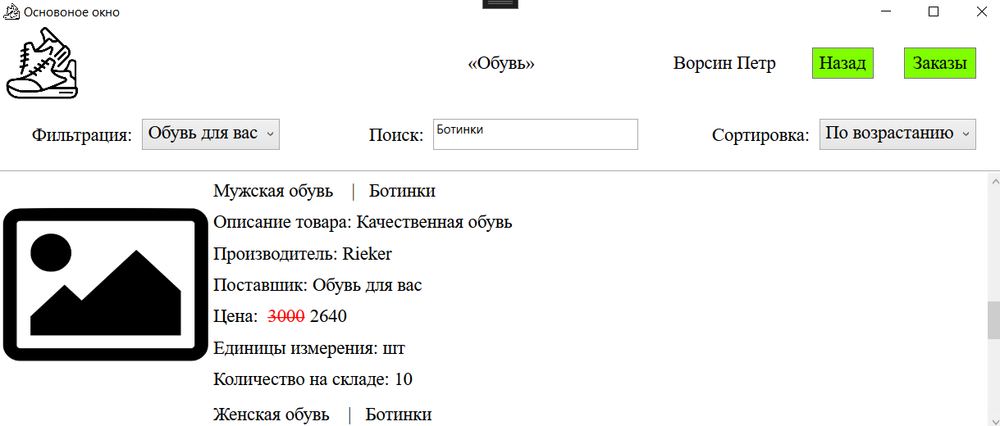 Основоное окно
«Обувь» Ворсин Петр Назад Заказы
Фильтрация: Обувь для вас Поиск: Ботинки Сортировка: По возрастанию
Мужская обувь | Ботинки
Описание товара: Качественная обувь
Производитель: Rieker
Поставшик: Обувь для вас
Цена: 3000 2640
Единицы измерения: шт
Количество на складе: 10
Женская обувь | Ботинки